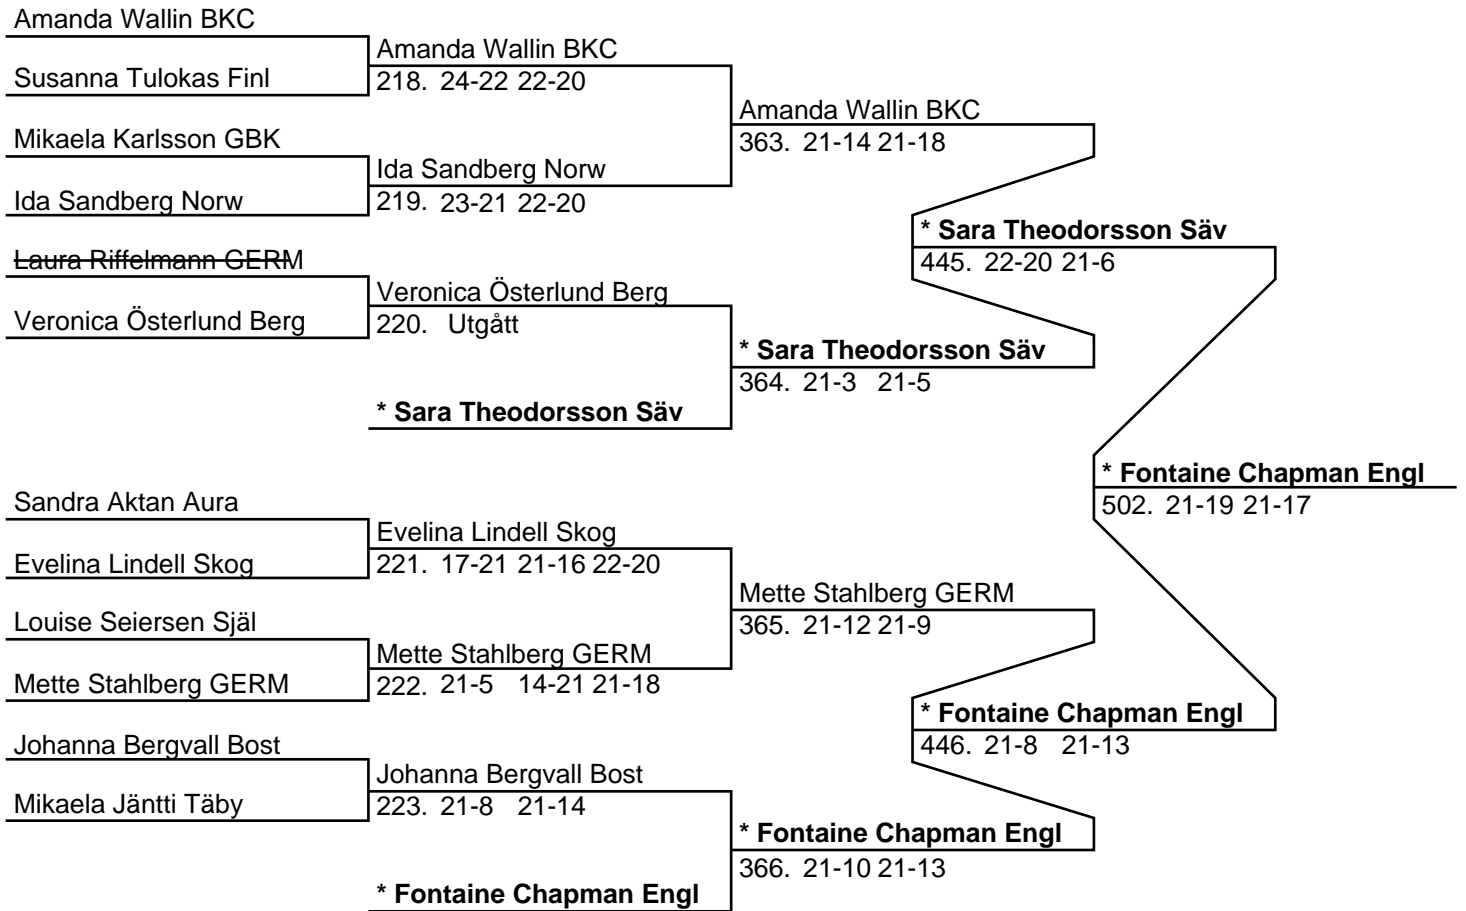 Amanda Wallin BKC
Susanna Tulokas Finl
Mikaela Karlsson GBK
Ida Sandberg Norw
Laura Riffelmann GERM
Veronica Österlund Berg
Sandra Aktan Aura
Evelina Lindell Skog
Louise Seiersen Själ
Mette Stahlberg GERM
Johanna Bergvall Bost
Mikaela Jäntti Täby
Amanda Wallin BKC
218. 24-22 22-20
Ida Sandberg Norw
219. 23-21 22-20
Veronica Österlund Berg
220. Utgått
* Sara Theodorsson Säv
Evelina Lindell Skog
221. 17-21 21-16 22-20
Mette Stahlberg GERM
222. 21-5 14-21 21-18
Johanna Bergvall Bost
223. 21-8 21-14
* Fontaine Chapman Engl
Amanda Wallin BKC
363. 21-14 21-18
* Sara Theodorsson Säv
364. 21-3 21-5
Mette Stahlberg GERM
365. 21-12 21-9
* Fontaine Chapman Engl
366. 21-10 21-13
* Sara Theodorsson Säv
445. 22-20 21-6
* Fontaine Chapman Engl
446. 21-8 21-13
* Fontaine Chapman Engl
502. 21-19 21-17